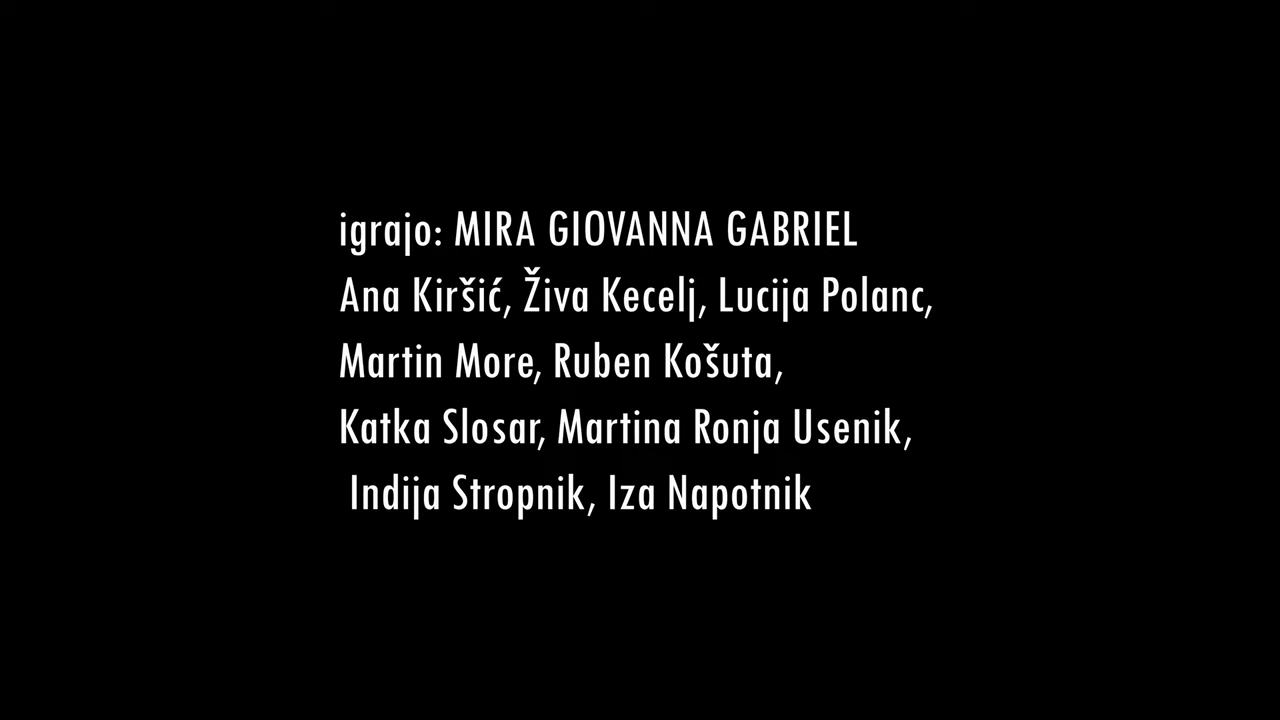 igrajo: MIRA GIOVANNA GABRIEL
Ana Kiršić, Živa Kecelj, Lucija Polanc,
Martin More, Ruben Košuta,
Katka Slosar, Martina Ronja Usenik,
Indija Stropnik, Iza Napotnik